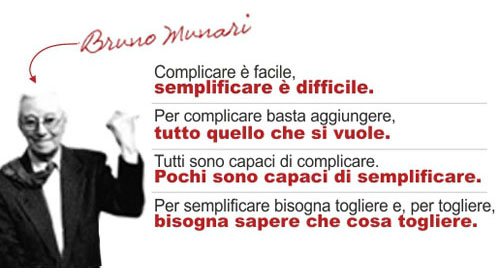 Bruno Munari
Complicare è facile,
semplificare è difficile.
Per complicare basta aggiungere,
tutto quello che si vuole.
Tutti sono capaci di complicare.
Pochi sono capaci di semplificare.
Per semplificare bisogna togliere e, per togliere,
bisogna sapere che cosa togliere.